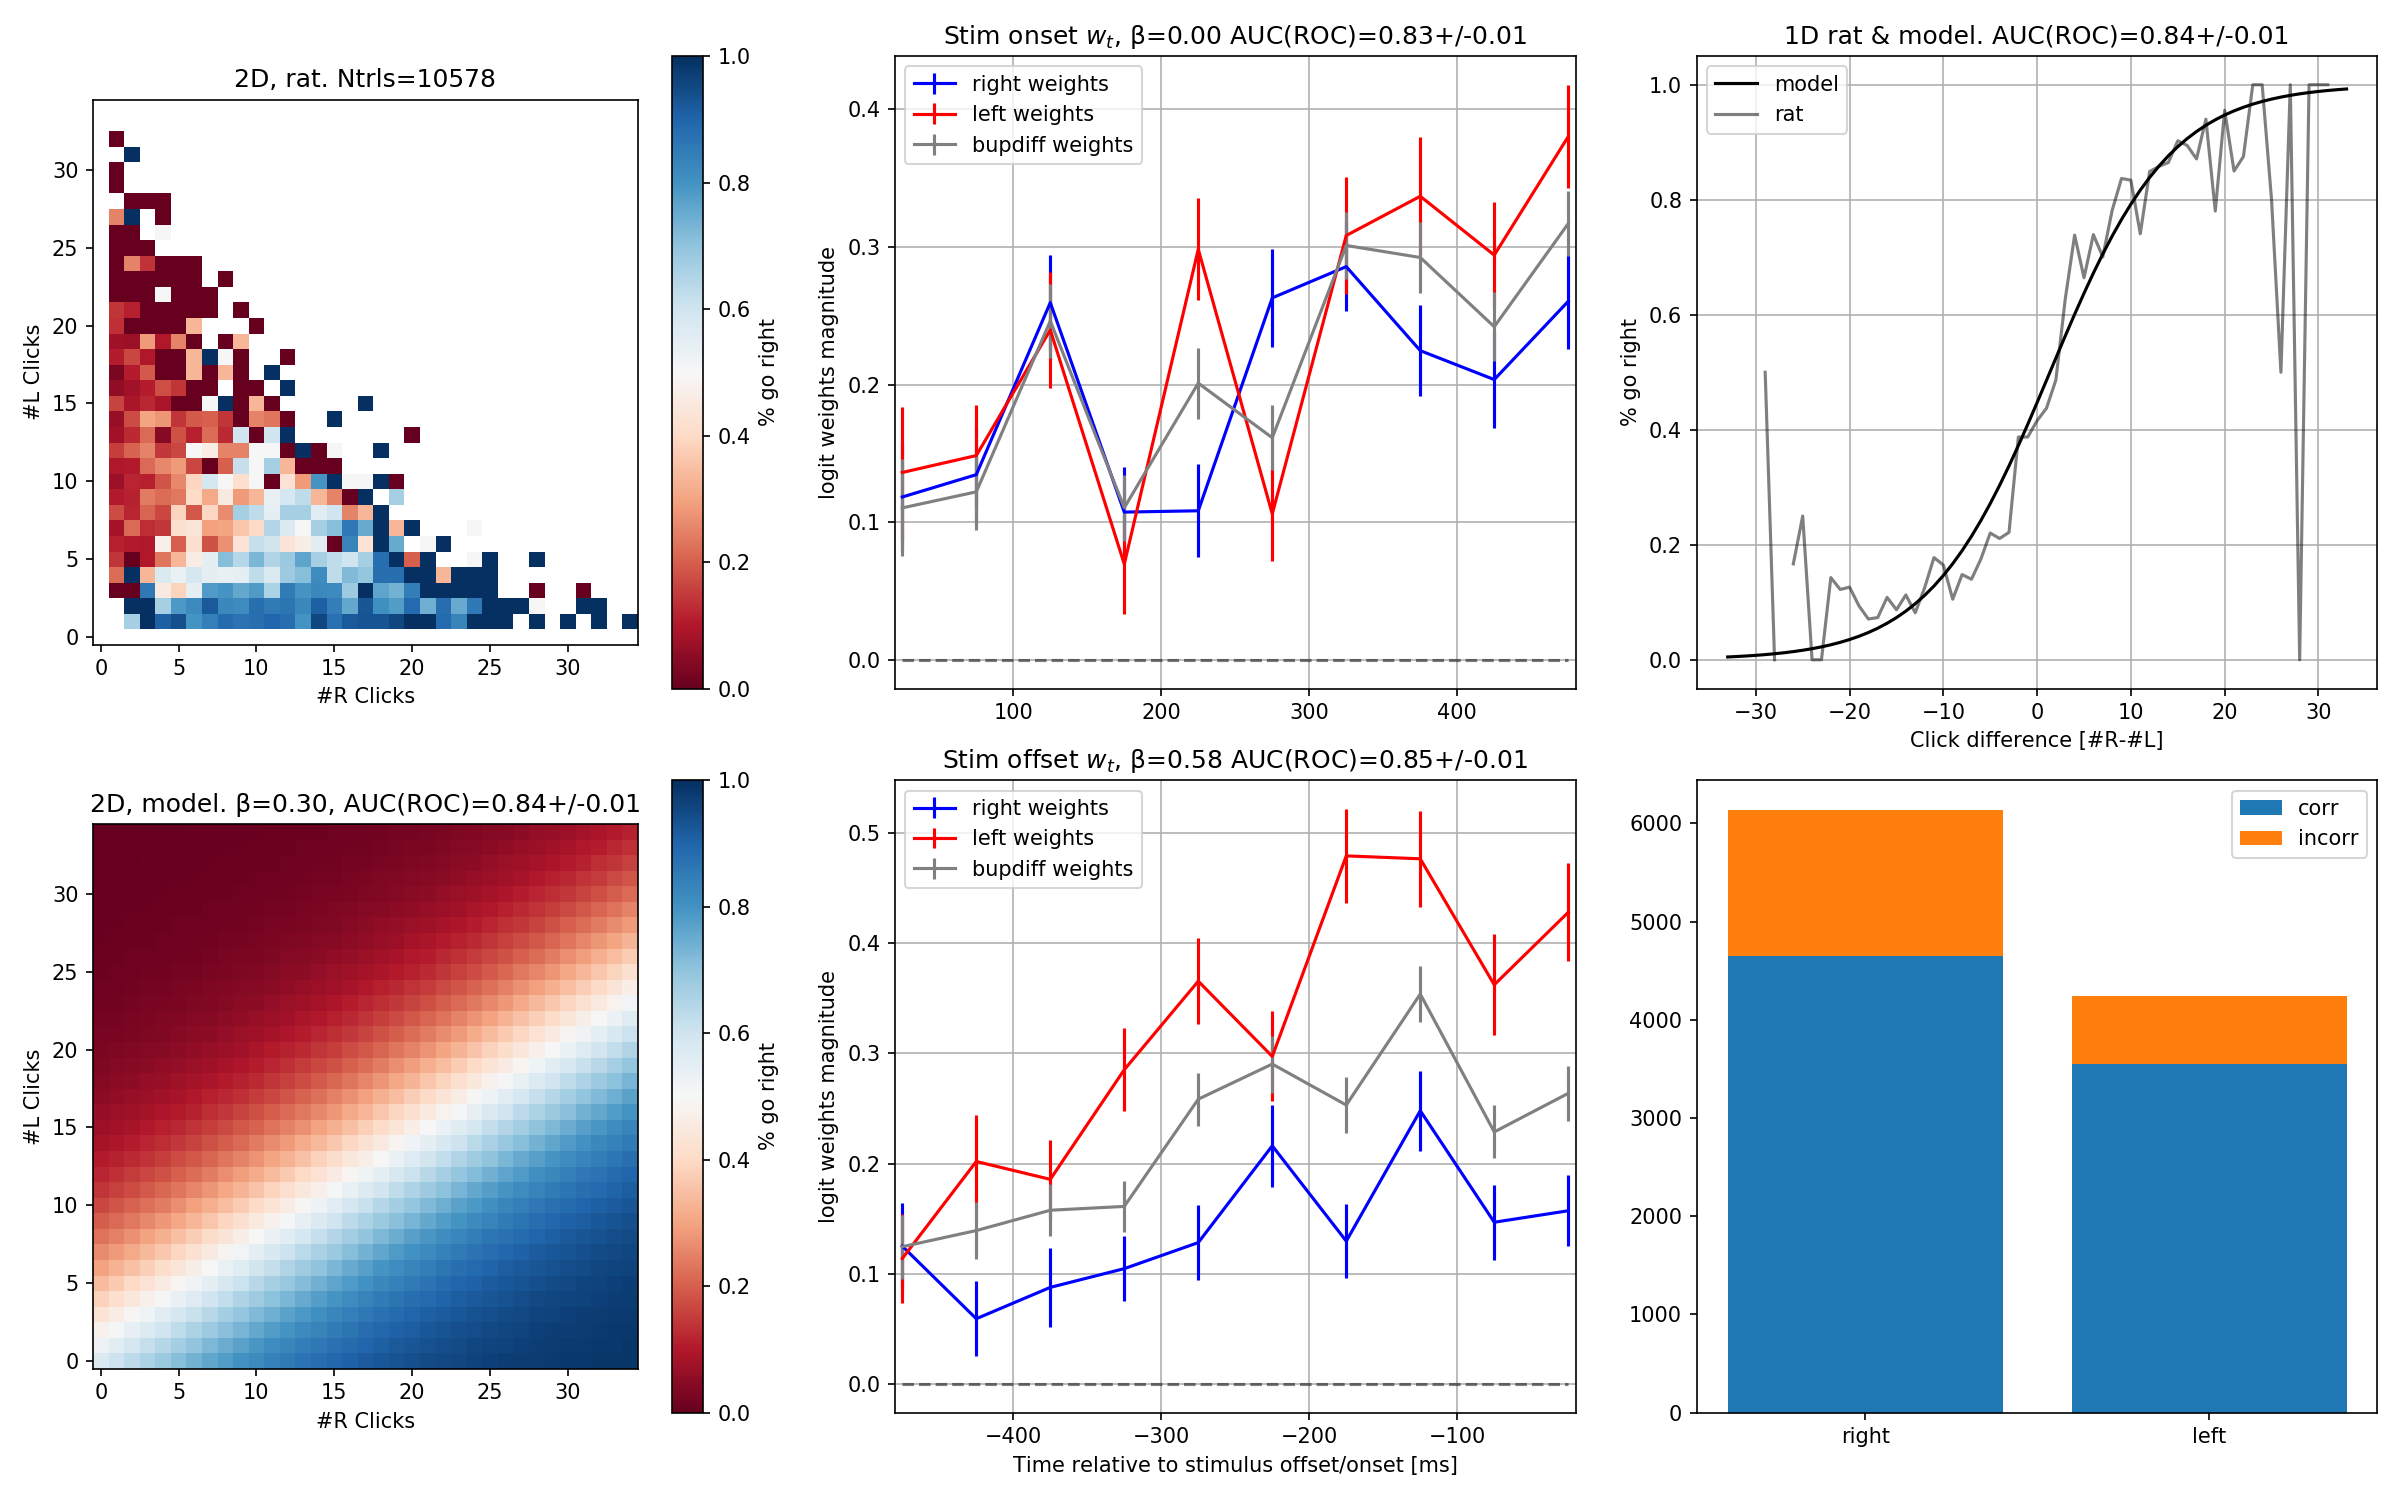 2D, rat. Ntrls=10578
#L Clicks
30
25
20
15
10
5
0
0 5 10 15 20 25 30
#R Clicks
1.0
0.8
0.6
0.4
0.2
0.0
% go right
Stim onset wt, β=0.00 AUC(ROC)=0.83+/-0.01
right weights
left weights
bupdiff weights
logit weights magnitude
0.4
0.3
0.2
0.1
0.0
100 200 300 400
1D rat & model. AUC(ROC)=0.84+/-0.01
model
rat
% go right
1.0
0.8
0.6
0.4
0.2
0.0
−30 −20 −10 0 10 20 30
Click difference [#R-#L]
2D, model. β=0.30, AUC(ROC)=0.84+/-0.01
#L Clicks
30
25
20
15
10
5
0
0 5 10 15 20 25 30
#R Clicks
1.0
0.8
0.6
0.4
0.2
0.0
% go right
Stim offset wt, β=0.58 AUC(ROC)=0.85+/-0.01
right weights
left weights
bupdiff weights
logit weights magnitude
0.5
0.4
0.3
0.2
0.1
0.0
−400 −300 −200 −100
Time relative to stimulus offset/onset [ms]
corr
incorr
6000
5000
4000
3000
2000
1000
0
right left